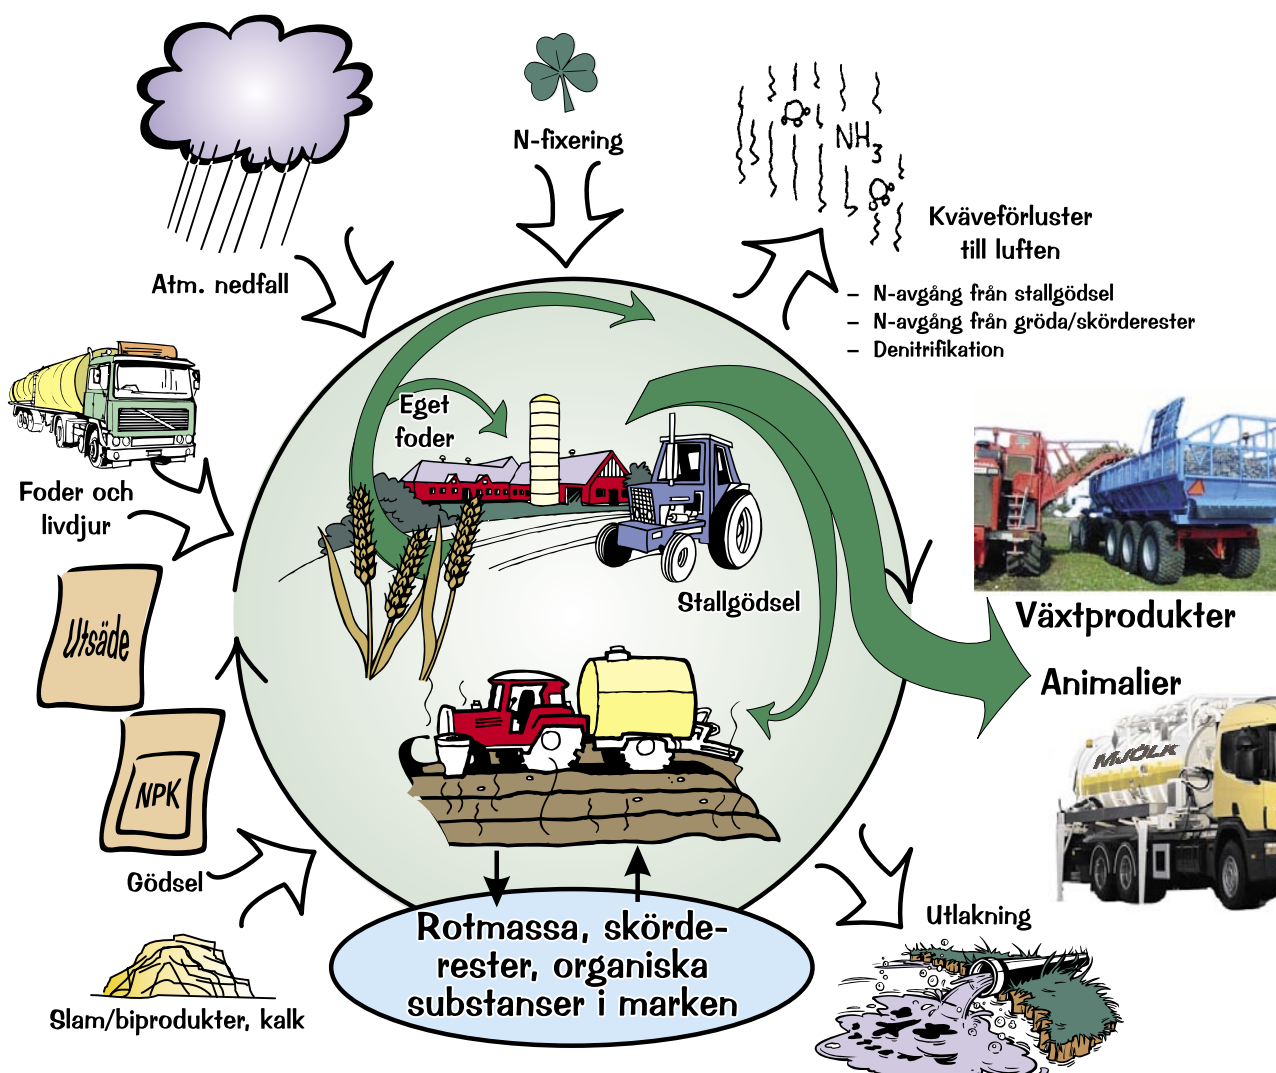 N-fixering
NH3
Kväveförluster
till luften
– N-avgång från stallgödsel
– N-avgång från gröda/skörderester
– Denitrifikation
Atm. nedfall
Eget
foder
Foder och
livdjur
Utsäde
Stallgödsel
Växtprodukter
Animalier
MJÖLK
NPK
Gödsel
Utlakning
Rotmassa, skörde-
rester, organiska
substanser i marken
Slam/biprodukter, kalk